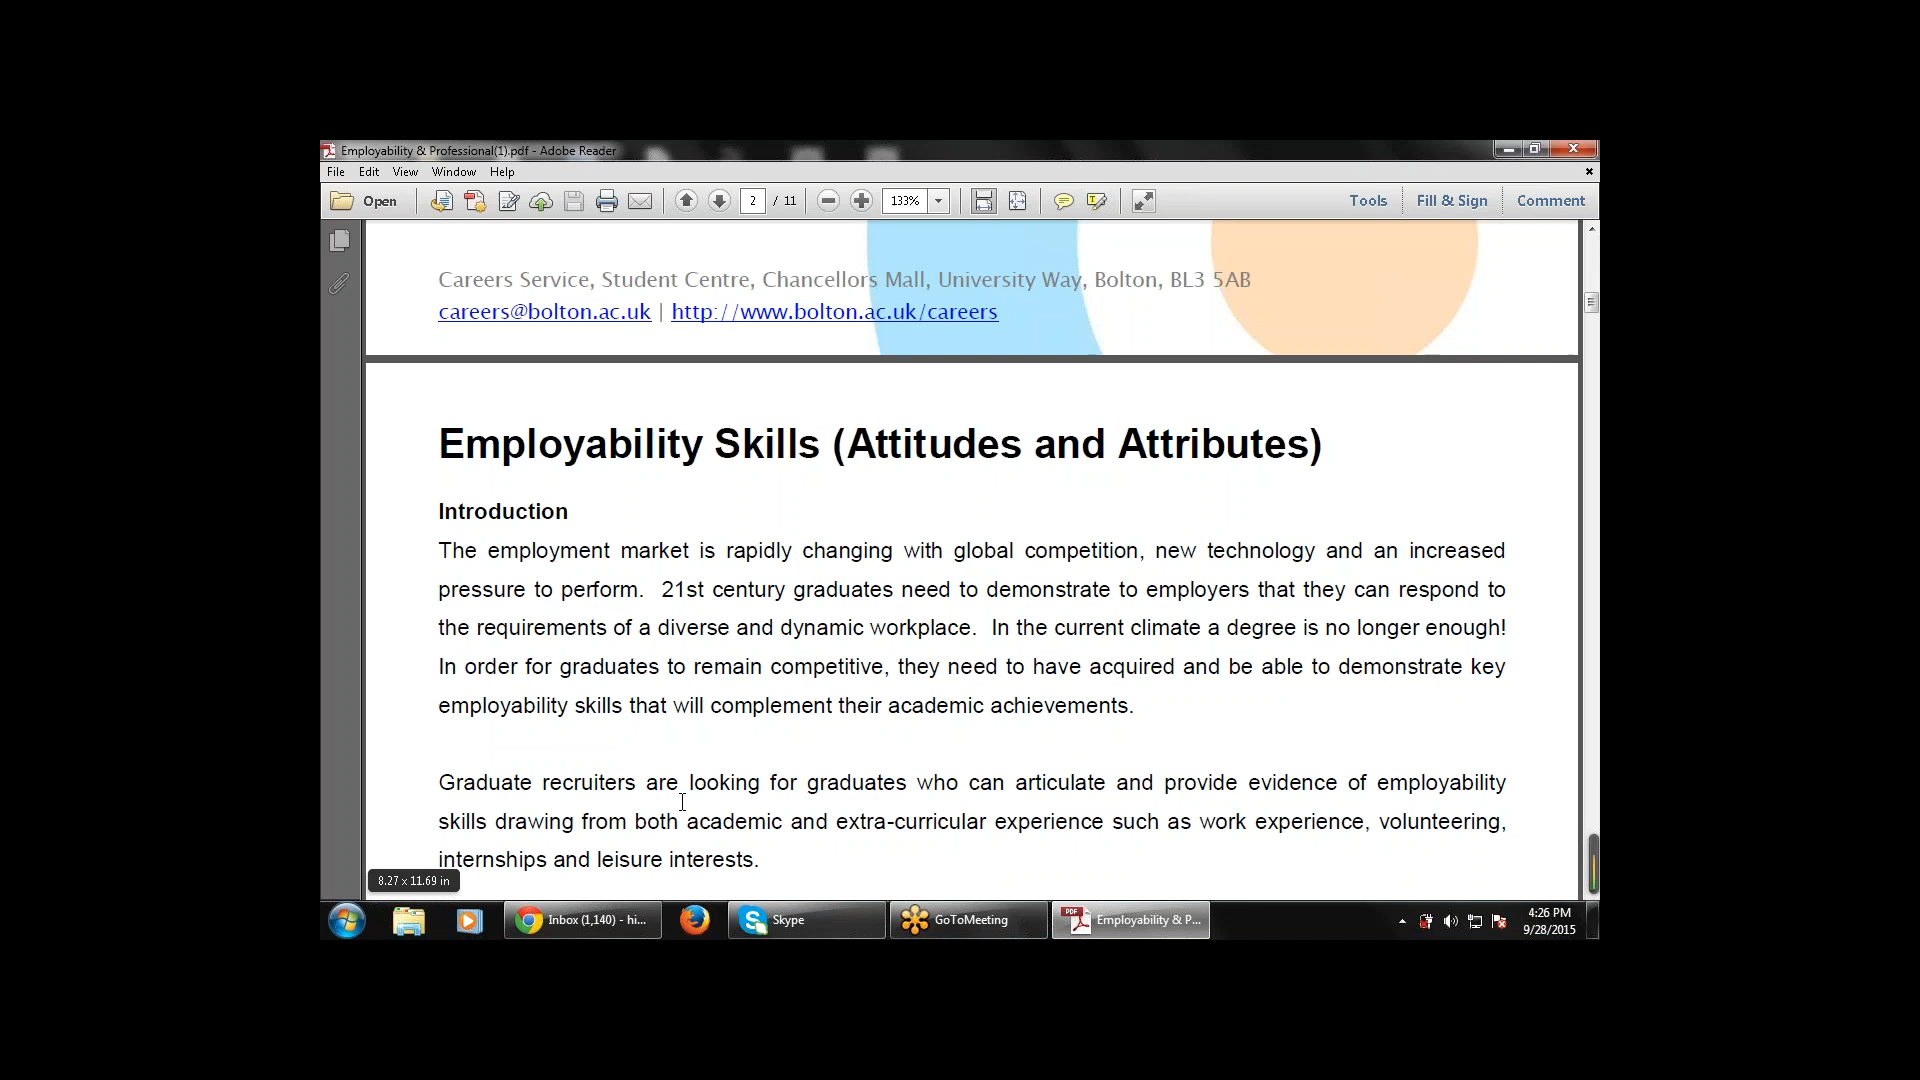 Employability & Professional(1).pdf - Adobe Reader
File Edit View Window Help
Open 2 / 11 133% Tools Fill & Sign Comment
Careers Service, Student Centre, Chancellors Mall, University Way, Bolton, BL3 5AB
careers@bolton.ac.uk | http://www.bolton.ac.uk/careers
Employability Skills (Attitudes and Attributes)
Introduction
The employment market is rapidly changing with global competition, new technology and an increased
pressure to perform. 21st century graduates need to demonstrate to employers that they can respond to
the requirements of a diverse and dynamic workplace. In the current climate a degree is no longer enough!
In order for graduates to remain competitive, they need to have acquired and be able to demonstrate key
employability skills that will complement their academic achievements.
Graduate recruiters are looking for graduates who can articulate and provide evidence of employability
skills drawing from both academic and extra-curricular experience such as work experience, volunteering,
internships and leisure interests.
8.27 x 11.69 in
Inbox (1,140) - hi... Skype GoToMeeting PDF Employability & P... 4:26 PM
9/28/2015